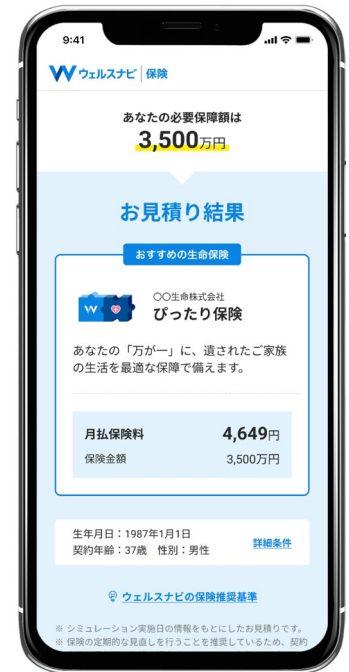 9:41
W ウェルスナビ | 保険
あなたの必要保障額は
3,500万円
お見積り結果
おすすめの生命保険
W
〇〇生命株式会社
ぴったり保険
あなたの「万が一」に、遺されたご家族
の生活を最適な保障で備えます。
月払保険料 4,649円
保険金額 3,500万円
生年月日：1987年1月1日
契約年齢：37歳 性別：男性
詳細条件
ウェルスナビの保険推奨基準
※ シミュレーション実施日の情報をもとにしたお見積りです。
※ 保険の定期的な見直しを行うことを推奨しているため、契約